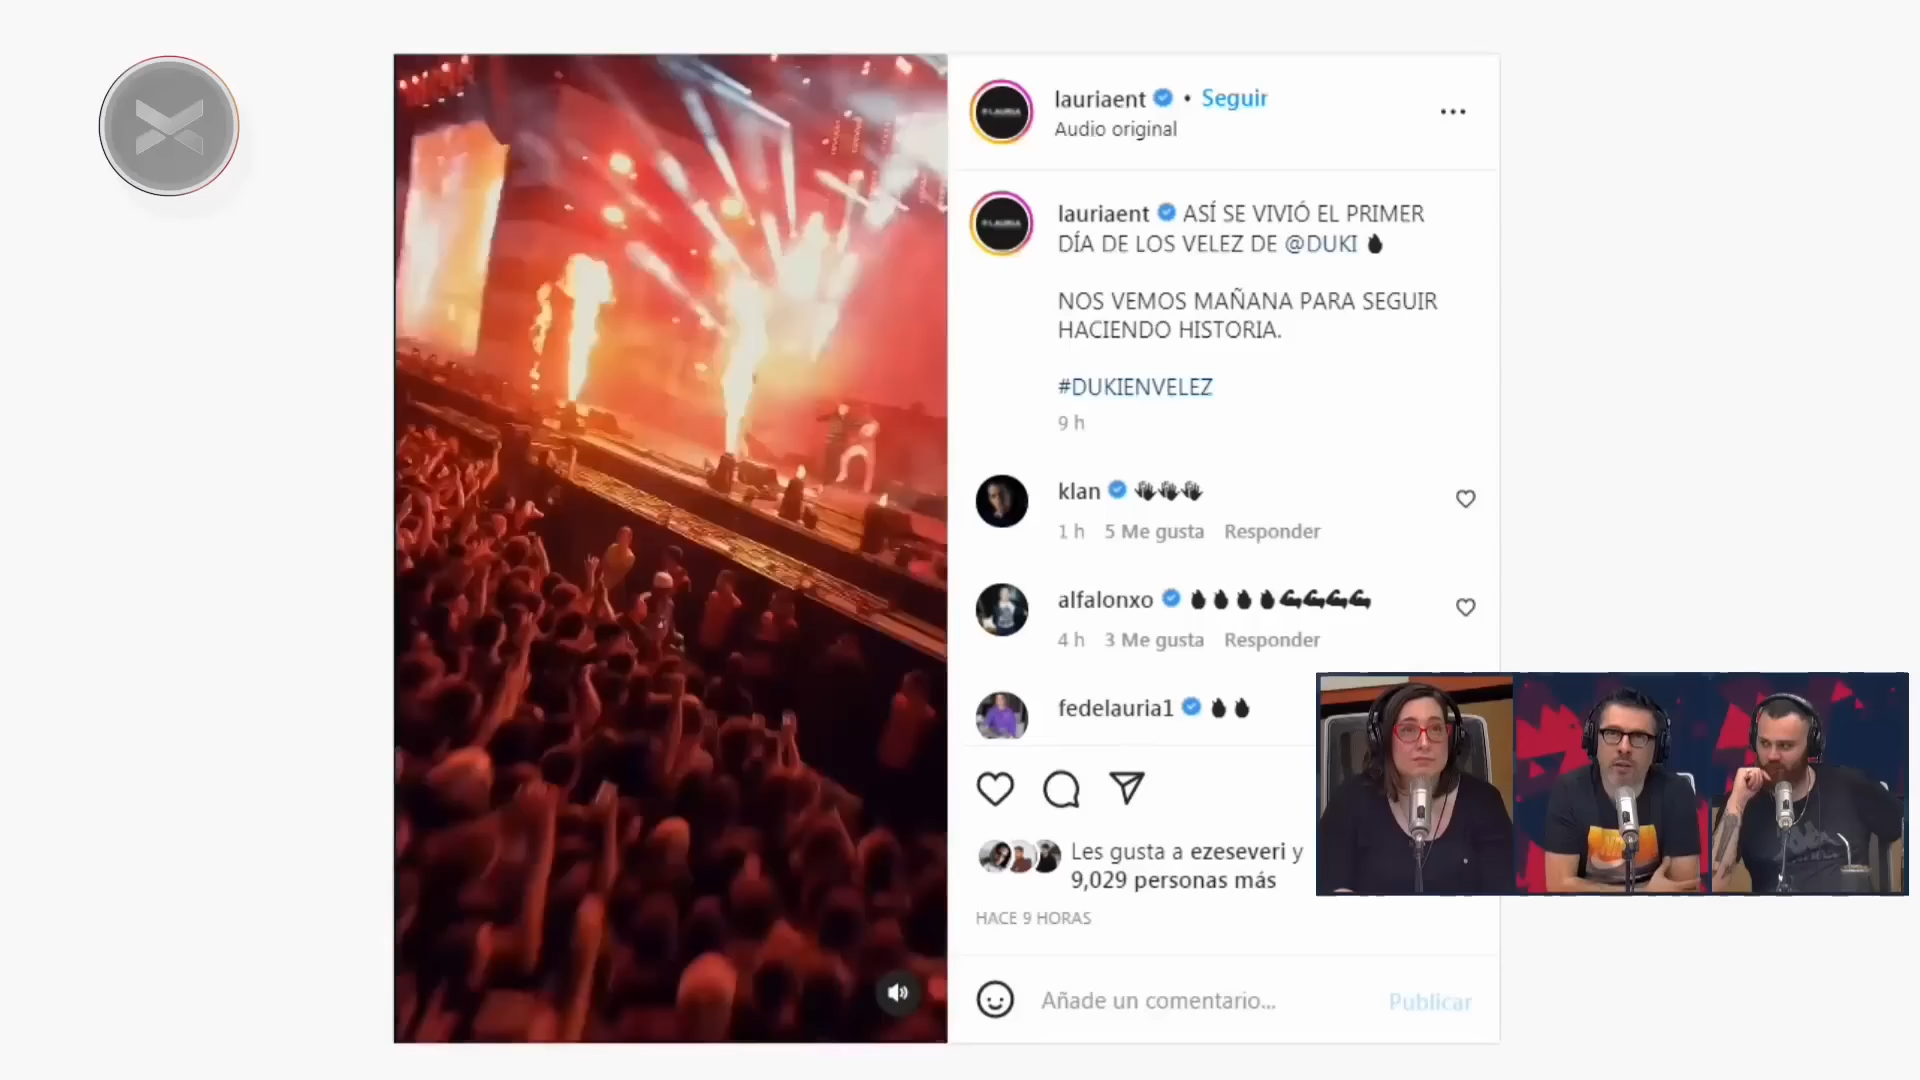 lauriaent • Seguir
Audio original
lauriaent ASÍ SE VIVIÓ EL PRIMER
DÍA DE LOS VELEZ DE @DUKI
NOS VEMOS MAÑANA PARA SEGUIR
HACIENDO HISTORIA.
#DUKIENVELEZ
9 h
klan
1 h 5 Me gusta Responder
alfalonxo
4 h 3 Me gusta Responder
fedelauria1
Les gusta a ezeseveri y
9,029 personas más
HACE 9 HORAS
Añade un comentario...
Publicar